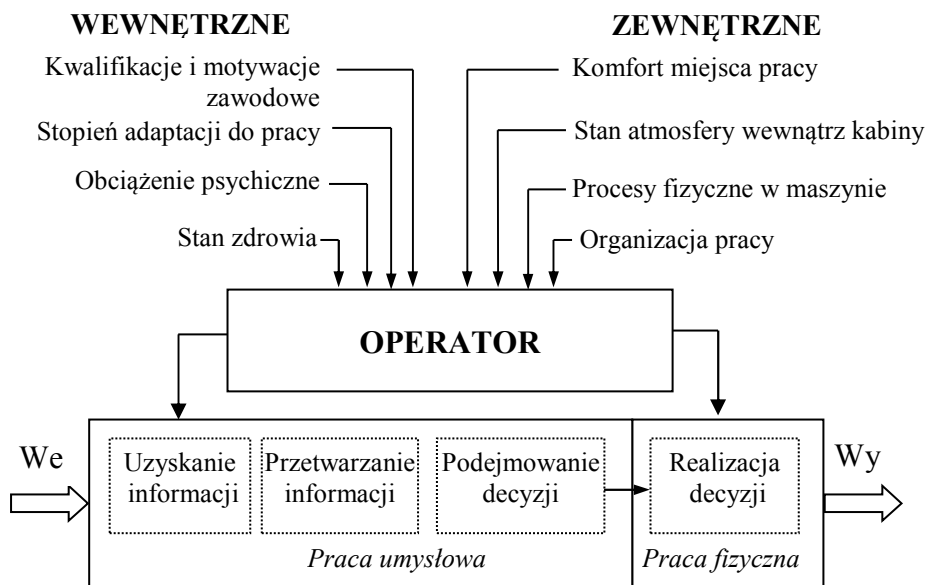 WEWNĘTRZNE
ZEWNĘTRZNE
Kwalifikacje i motywacje
zawodowe
Stopień adaptacji do pracy
Obciążenie psychiczne
Stan zdrowia
Komfort miejsca pracy
Stan atmosfery wewnątrz kabiny
Procesy fizyczne w maszynie
Organizacja pracy
OPERATOR
We
Uzyskanie
informacji
Przetwarzanie
informacji
Podejmowanie
decyzji
Realizacja
decyzji
Wy
Praca umysłowa
Praca fizyczna